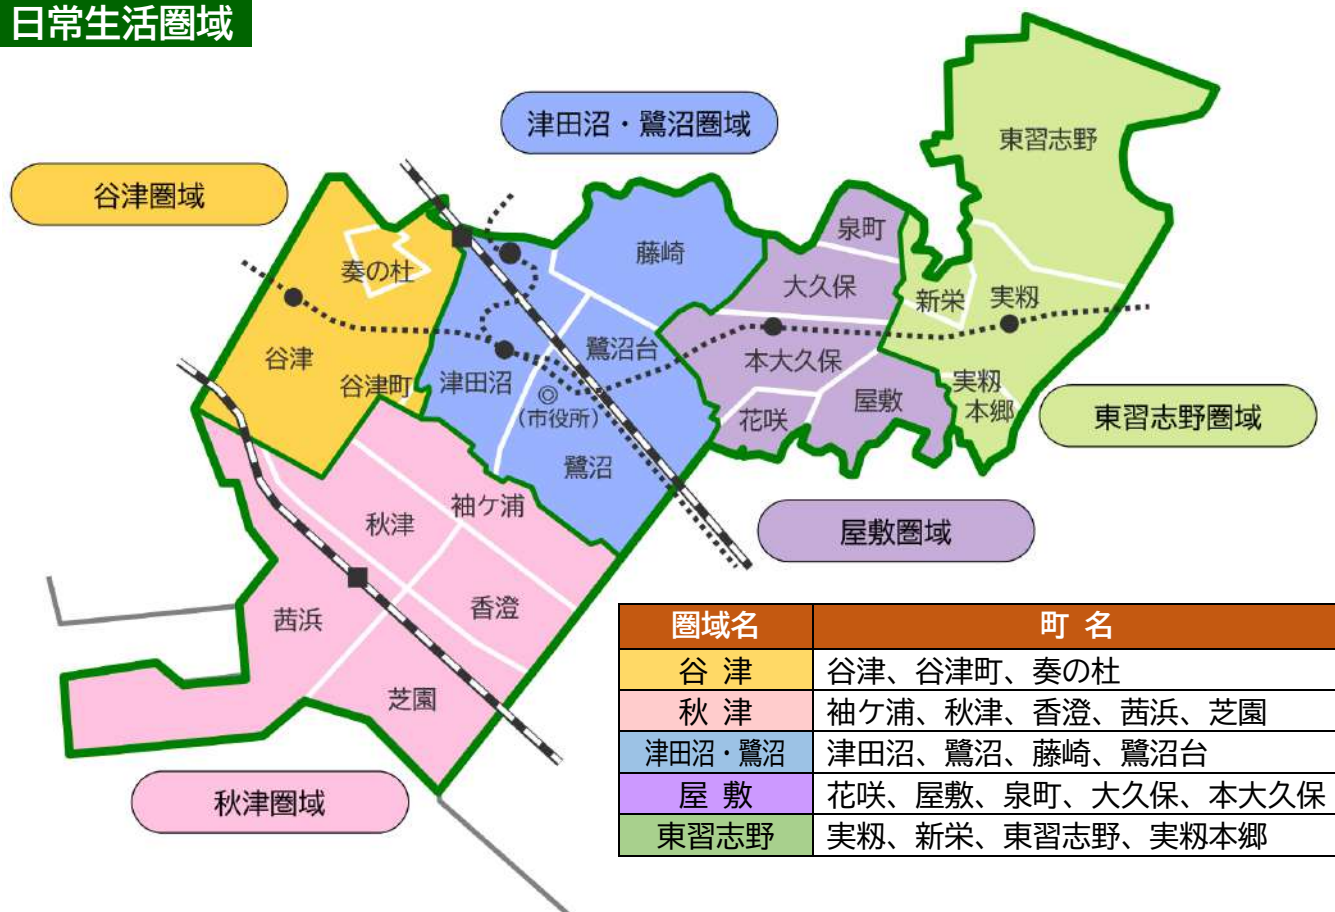 日常生活圏域
津田沼・鷺沼圏域
谷津圏域
東習志野
泉町
藤崎
奏の杜
大久保
新栄
実籾
谷津
鷺沼台
本大久保
谷津町
津田沼
◎
(市役所)
花咲
屋敷
実籾
本郷
東習志野圏域
鷺沼
袖ケ浦
秋津
屋敷圏域
香澄
茜浜
芝園
秋津圏域
圏域名 町 名
谷 津 谷津、谷津町、奏の杜
秋 津 袖ケ浦、秋津、香澄、茜浜、芝園
津田沼・鷺沼 津田沼、鷺沼、藤崎、鷺沼台
屋 敷 花咲、屋敷、泉町、大久保、本大久保
東習志野 実籾、新栄、東習志野、実籾本郷